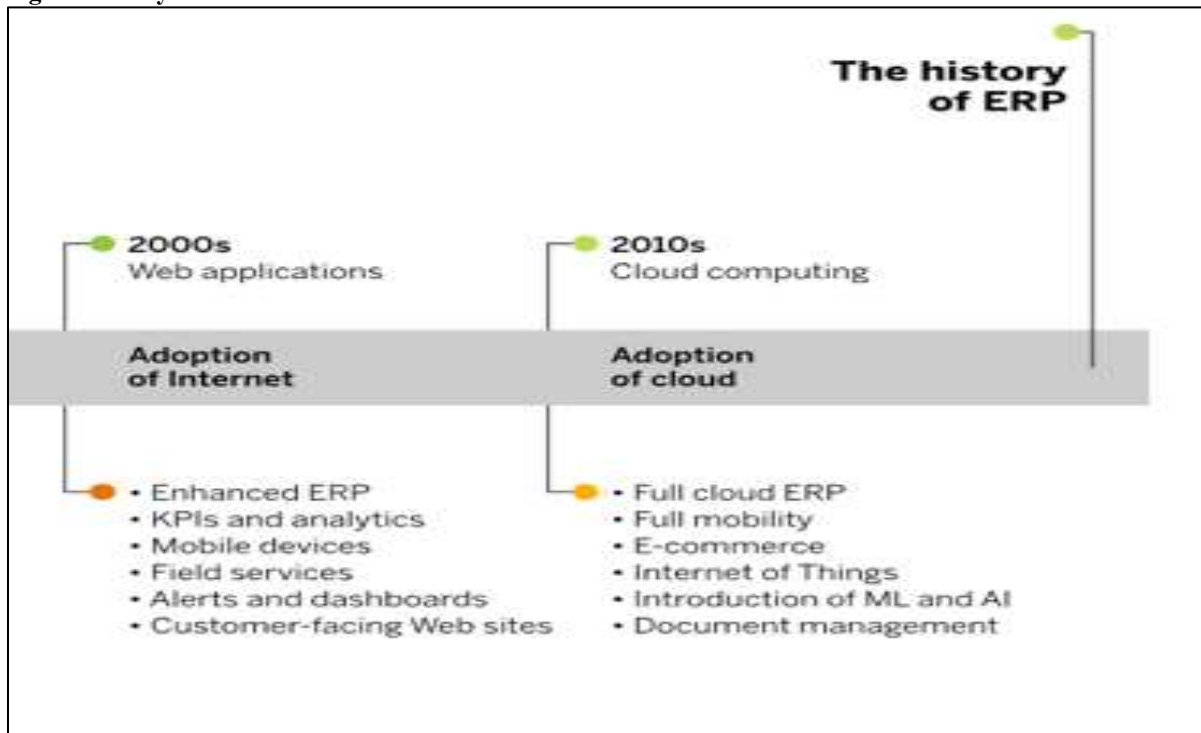 The history
of ERP
2000s
Web applications
2010s
Cloud computing
Adoption
of Internet
Adoption
of cloud
• Enhanced ERP
• KPIs and analytics
• Mobile devices
• Field services
• Alerts and dashboards
• Customer-facing Web sites
• Full cloud ERP
• Full mobility
• E-commerce
• Internet of Things
• Introduction of ML and AI
• Document management